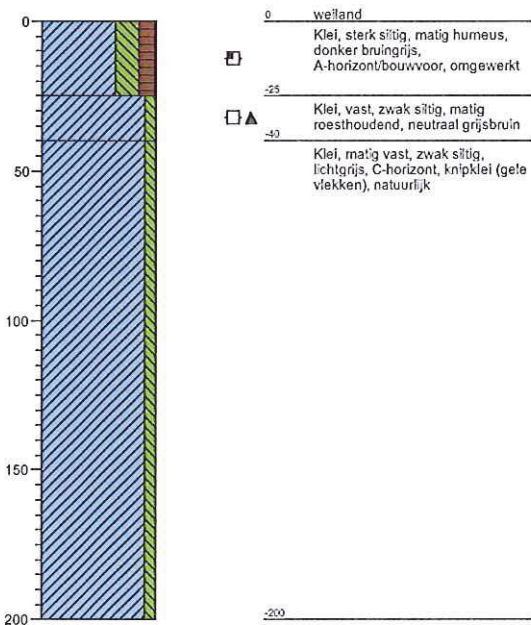 0
0 weiland
Klei, sterk siltig, matig humeus,
donker bruingrijs,
A-horizont/bouwvoor, omgewerkt
-25
Klei, vast, zwak siltig, matig
roesthoudend, neutraal grijsbruin
-40
Klei, matig vast, zwak siltig,
lichtgrijs, C-horizont, knipklei (gele
vlekken), natuurlijk
50
100
150
200
-200